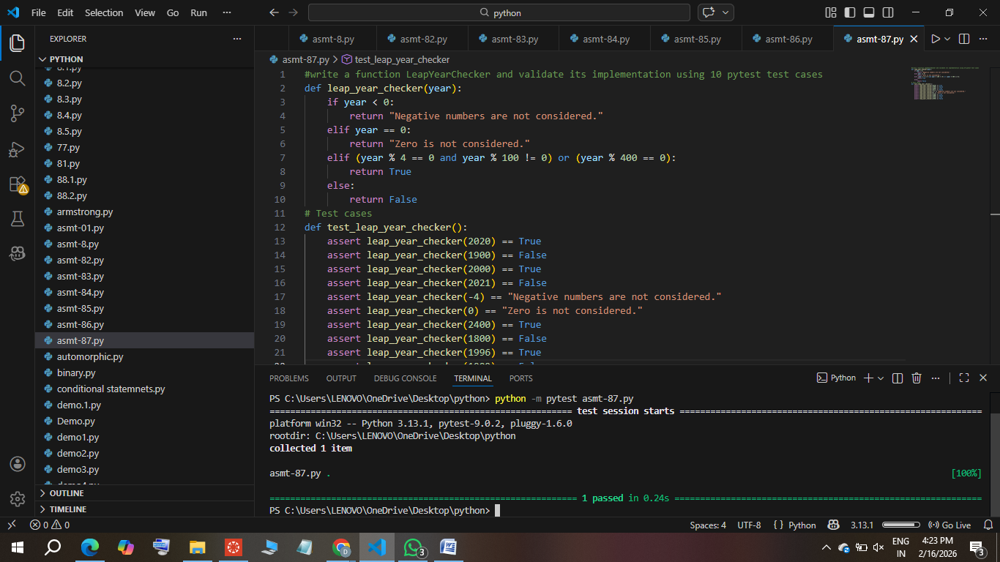 File Edit Selection View Go Run ··· python
EXPLORER ···
PYTHON
8.1.py
8.2.py
8.3.py
8.4.py
8.5.py
77.py
81.py
88.1.py
88.2.py
armstrong.py
asmt-01.py
asmt-8.py
asmt-82.py
asmt-83.py
asmt-84.py
asmt-85.py
asmt-86.py
asmt-87.py
automorphic.py
binary.py
conditional statemnets.py
demo.1.py
Demo.py
demo1.py
demo2.py
demo3.py
demo4.py
OUTLINE
TIMELINE
asmt-8.py asmt-82.py asmt-83.py asmt-84.py asmt-85.py asmt-86.py asmt-87.py
asmt-87.py > test_leap_year_checker
1 #write a function LeapYearChecker and validate its implementation using 10 pytest test cases
2 def leap_year_checker(year):
3 if year < 0:
4 return "Negative numbers are not considered."
5 elif year == 0:
6 return "Zero is not considered."
7 elif (year % 4 == 0 and year % 100 != 0) or (year % 400 == 0):
8 return True
9 else:
10 return False
11 # Test cases
12 def test_leap_year_checker():
13 assert leap_year_checker(2020) == True
14 assert leap_year_checker(1900) == False
15 assert leap_year_checker(2000) == True
16 assert leap_year_checker(2021) == False
17 assert leap_year_checker(-4) == "Negative numbers are not considered."
18 assert leap_year_checker(0) == "Zero is not considered."
19 assert leap_year_checker(2400) == True
20 assert leap_year_checker(1800) == False
21 assert leap_year_checker(1996) == True
PROBLEMS OUTPUT DEBUG CONSOLE TERMINAL PORTS Python
PS C:\Users\LENOVO\OneDrive\Desktop\python> python -m pytest asmt-87.py
=========================================================== test session starts ===========================================================
platform win32 -- Python 3.13.1, pytest-9.0.2, pluggy-1.6.0
rootdir: C:\Users\LENOVO\OneDrive\Desktop\python
collected 1 item
asmt-87.py . [100%]
============================================================ 1 passed in 0.24s ============================================================
PS C:\Users\LENOVO\OneDrive\Desktop\python>
0 0 Spaces: 4 UTF-8 { } Python 3.13.1 Go Live
3 ENG 4:23 PM
IN 2/16/2026 3